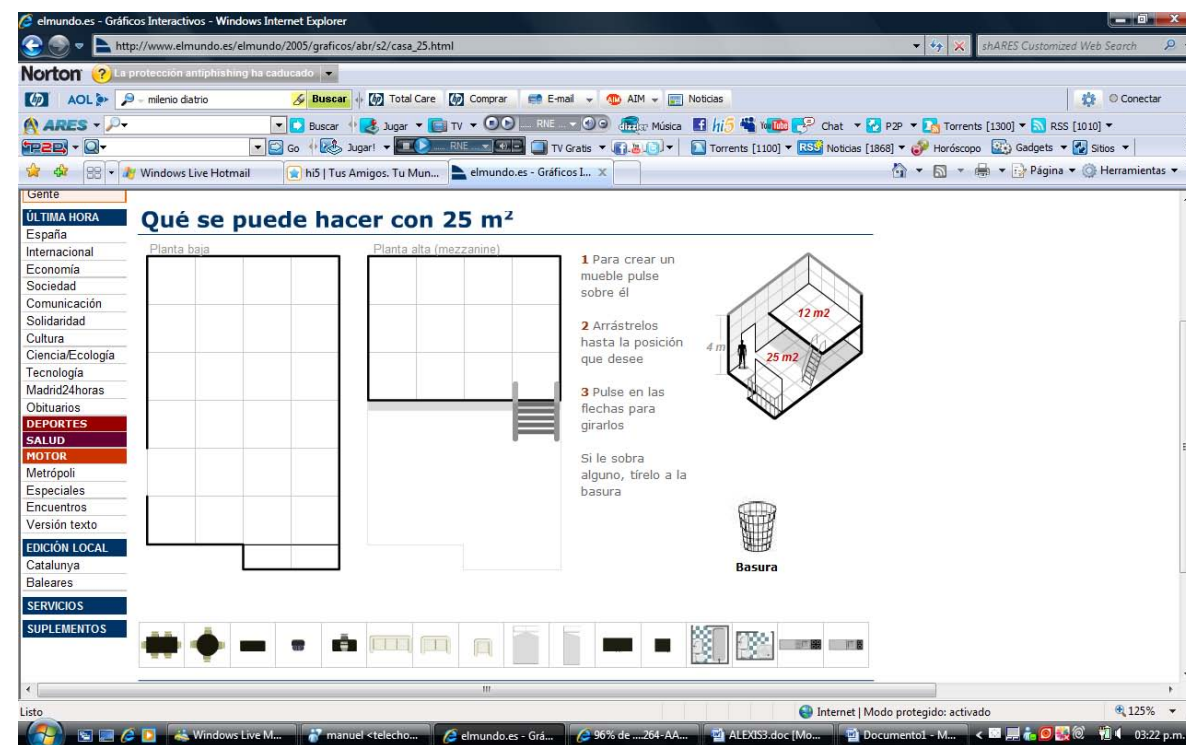 elmundo.es - Gráficos Interactivos - Windows Internet Explorer
http://www.elmundo.es/elmundo/2005/graficos/abr/s2/casa_25.html
shARES Customized Web Search
Norton La protección antiphishing ha caducado
AOL milenio diatrio Buscar Total Care Comprar E-mail AIM Noticias Conectar
ARES Buscar Jugar TV RNE Música hi5 Chat P2P Torrents [1300] RSS [1010]
P2P Go Jugar! RNE TV Gratis Torrents [1100] RSS Noticias [1868] Horóscopo Gadgets Sitios
Windows Live Hotmail hi5 | Tus Amigos. Tu Mun... elmundo.es - Gráficos I... Página Herramientas
Gente
ÚLTIMA HORA
España
Internacional
Economía
Sociedad
Comunicación
Solidaridad
Cultura
Ciencia/Ecología
Tecnología
Madrid24horas
Obituarios
DEPORTES
SALUD
MOTOR
Metrópoli
Especiales
Encuentros
Versión texto
EDICIÓN LOCAL
Catalunya
Baleares
SERVICIOS
SUPLEMENTOS
Qué se puede hacer con 25 m²
Planta baja
Planta alta (mezzanine)
1 Para crear un
mueble pulse
sobre él
2 Arrástrelos
hasta la posición
que desee
3 Pulse en las
flechas para
girarlos
Si le sobra
alguno, tírelo a la
basura
12 m2
4 m
25 m2
Basura
Listo
Internet | Modo protegido: activado
125%
Windows Live M... manuel <telecho... elmundo.es - Grá... 96% de ....264-AA... ALEXIS3.doc [Mo... Documento1 - M... 03:22 p.m.